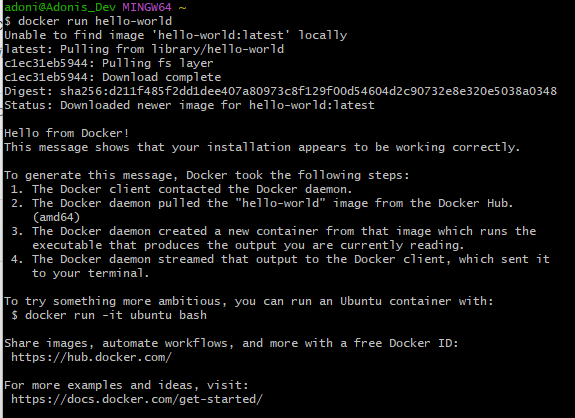 adoni@Adonis_Dev MINGW64 ~
$ docker run hello-world
Unable to find image 'hello-world:latest' locally
latest: Pulling from library/hello-world
c1ec31eb5944: Pulling fs layer
c1ec31eb5944: Download complete
Digest: sha256:d211f485f2dd1dee407a80973c8f129f00d54604d2c90732e8e320e5038a0348
Status: Downloaded newer image for hello-world:latest

Hello from Docker!
This message shows that your installation appears to be working correctly.

To generate this message, Docker took the following steps:
 1. The Docker client contacted the Docker daemon.
 2. The Docker daemon pulled the "hello-world" image from the Docker Hub.
    (amd64)
 3. The Docker daemon created a new container from that image which runs the
    executable that produces the output you are currently reading.
 4. The Docker daemon streamed that output to the Docker client, which sent it
    to your terminal.

To try something more ambitious, you can run an Ubuntu container with:
 $ docker run -it ubuntu bash

Share images, automate workflows, and more with a free Docker ID:
 https://hub.docker.com/

For more examples and ideas, visit:
 https://docs.docker.com/get-started/